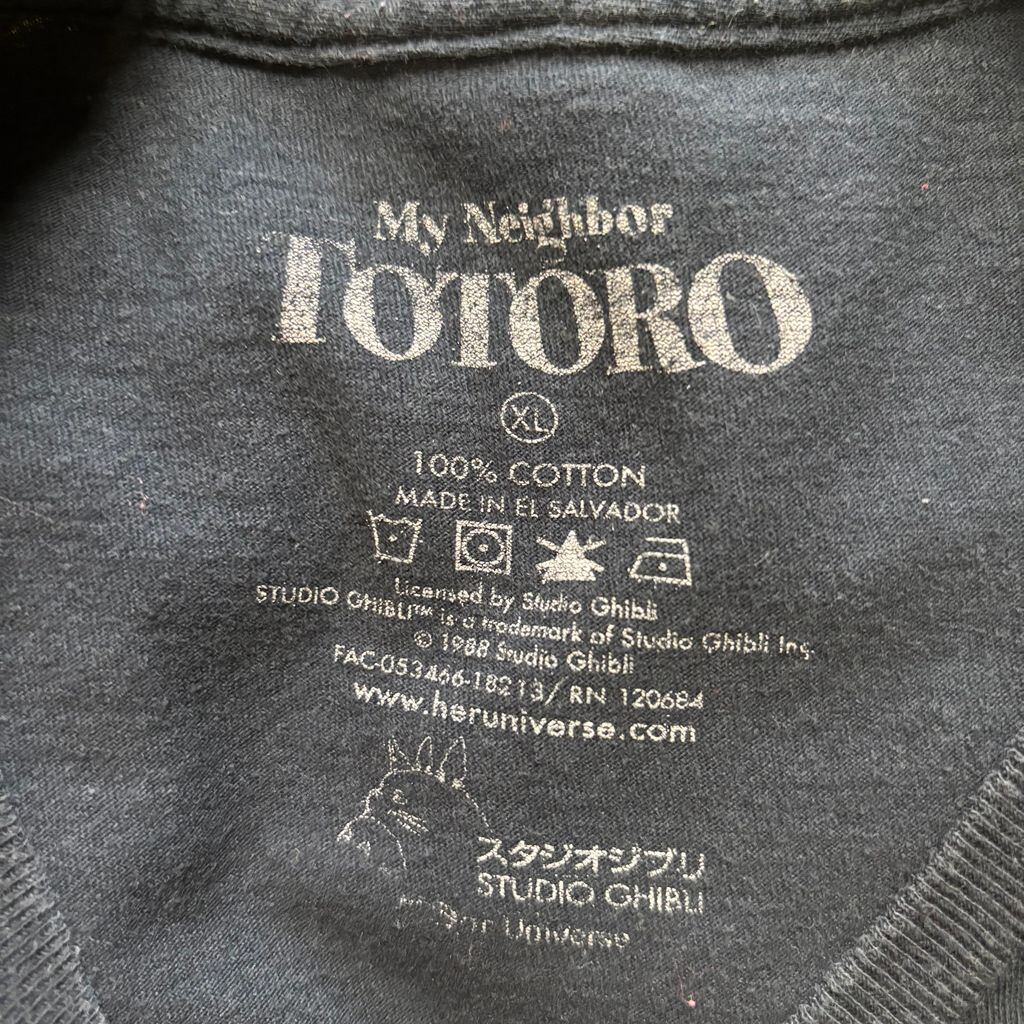 My Neighbor
TOTORO
XL
100% COTTON
MADE IN EL SALVADOR
Licensed by Studio Ghibli
STUDIO GHIBLI™ is a trademark of Studio Ghibli Inc.
© 1988 Studio Ghibli
FAC-053466-18213/ RN 120684
www.heruniverse.com
スタジオジブリ
STUDIO GHIBLI
Universe